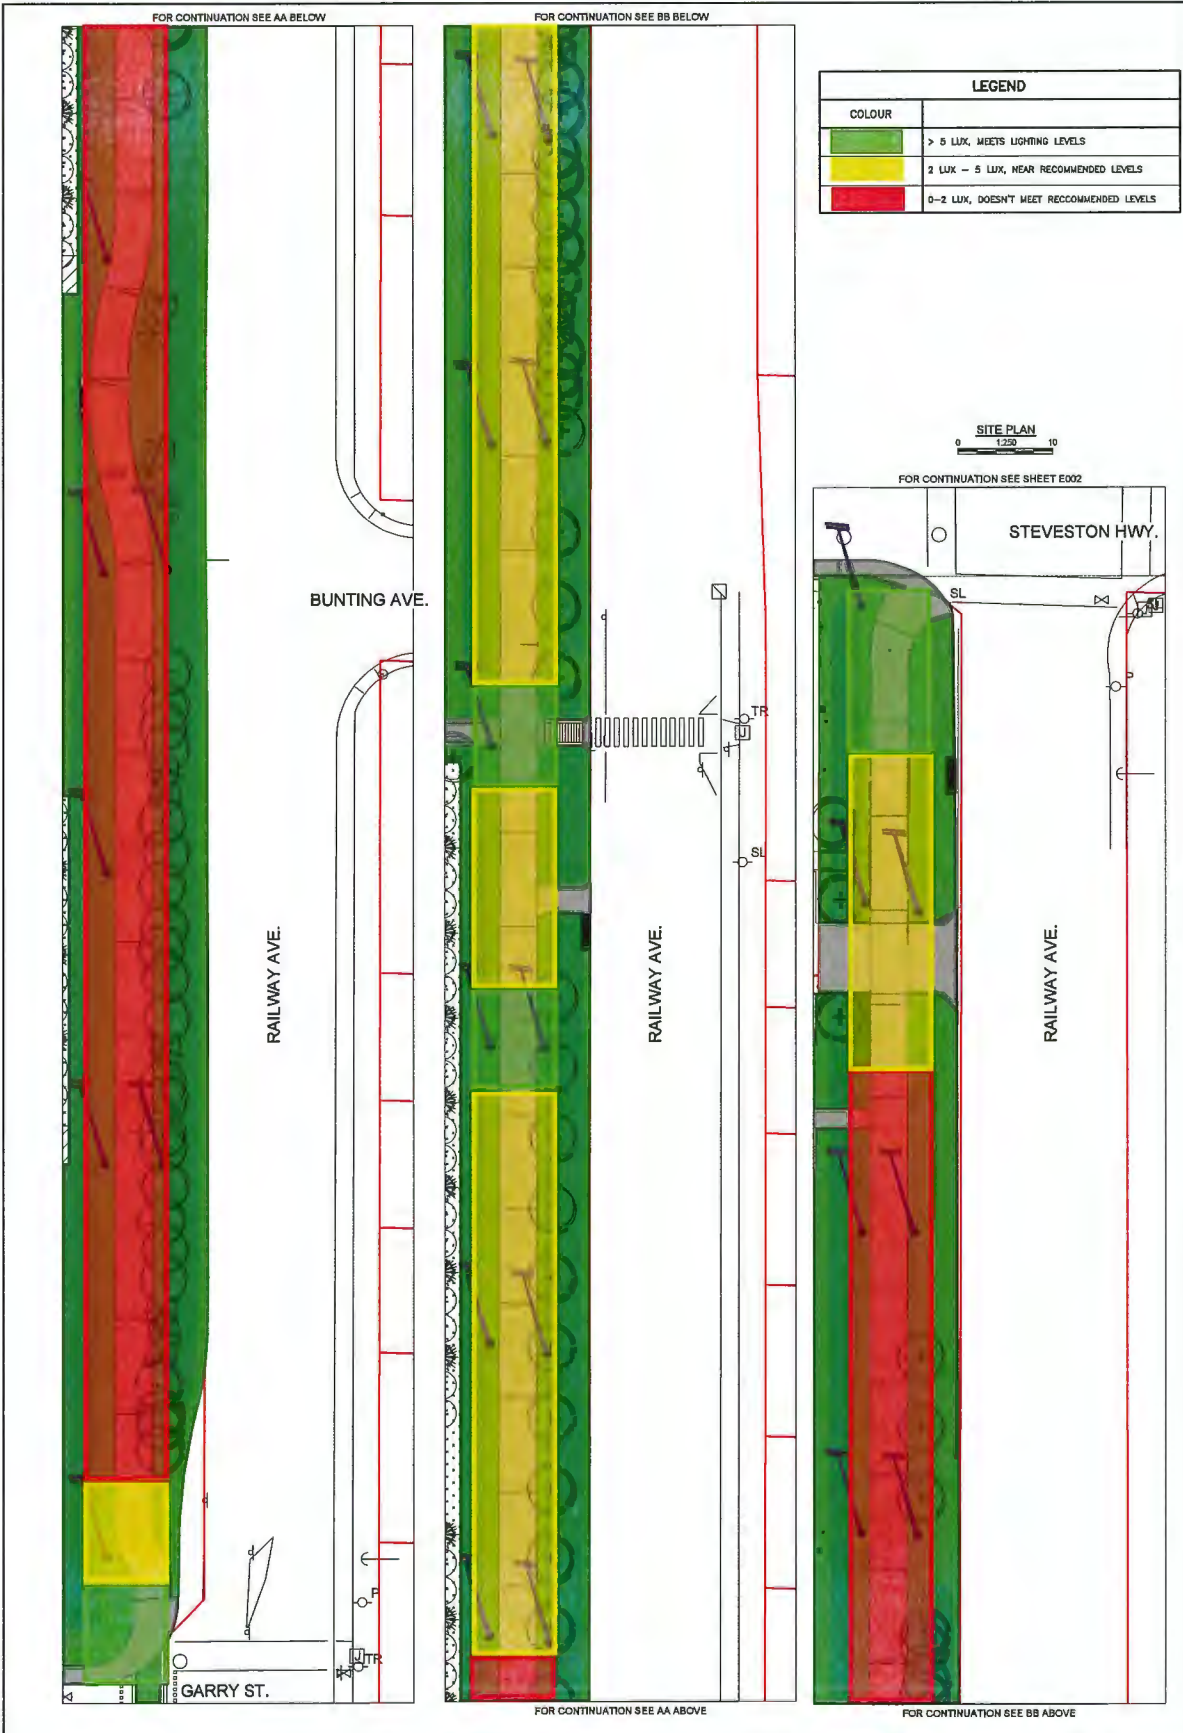 FOR CONTINUATION SEE AA BELOW
BUNTING AVE.
RAILWAY AVE.
P
J
TR
GARRY ST.
FOR CONTINUATION SEE BB BELOW
TR
J
SL
RAILWAY AVE.
FOR CONTINUATION SEE AA ABOVE
LEGEND
COLOUR
> 5 LUX, MEETS LIGHTING LEVELS
2 LUX - 5 LUX, NEAR RECOMMENDED LEVELS
0-2 LUX, DOESN'T MEET RECCOMMENDED LEVELS
SITE PLAN
0 1:250 10
FOR CONTINUATION SEE SHEET E002
STEVESTON HWY.
SL
RAILWAY AVE.
FOR CONTINUATION SEE BB ABOVE